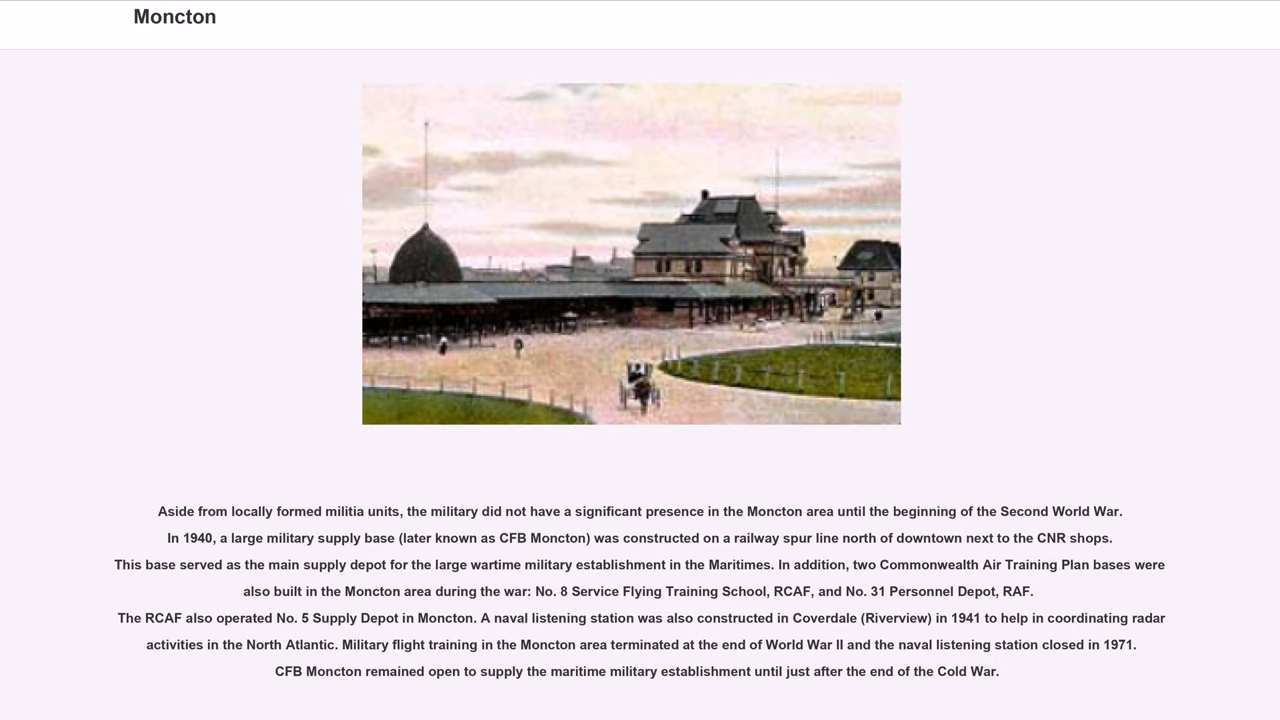 Moncton
Aside from locally formed militia units, the military did not have a significant presence in the Moncton area until the beginning of the Second World War.
In 1940, a large military supply base (later known as CFB Moncton) was constructed on a railway spur line north of downtown next to the CNR shops.
This base served as the main supply depot for the large wartime military establishment in the Maritimes. In addition, two Commonwealth Air Training Plan bases were
also built in the Moncton area during the war: No. 8 Service Flying Training School, RCAF, and No. 31 Personnel Depot, RAF.
The RCAF also operated No. 5 Supply Depot in Moncton. A naval listening station was also constructed in Coverdale (Riverview) in 1941 to help in coordinating radar
activities in the North Atlantic. Military flight training in the Moncton area terminated at the end of World War II and the naval listening station closed in 1971.
CFB Moncton remained open to supply the maritime military establishment until just after the end of the Cold War.